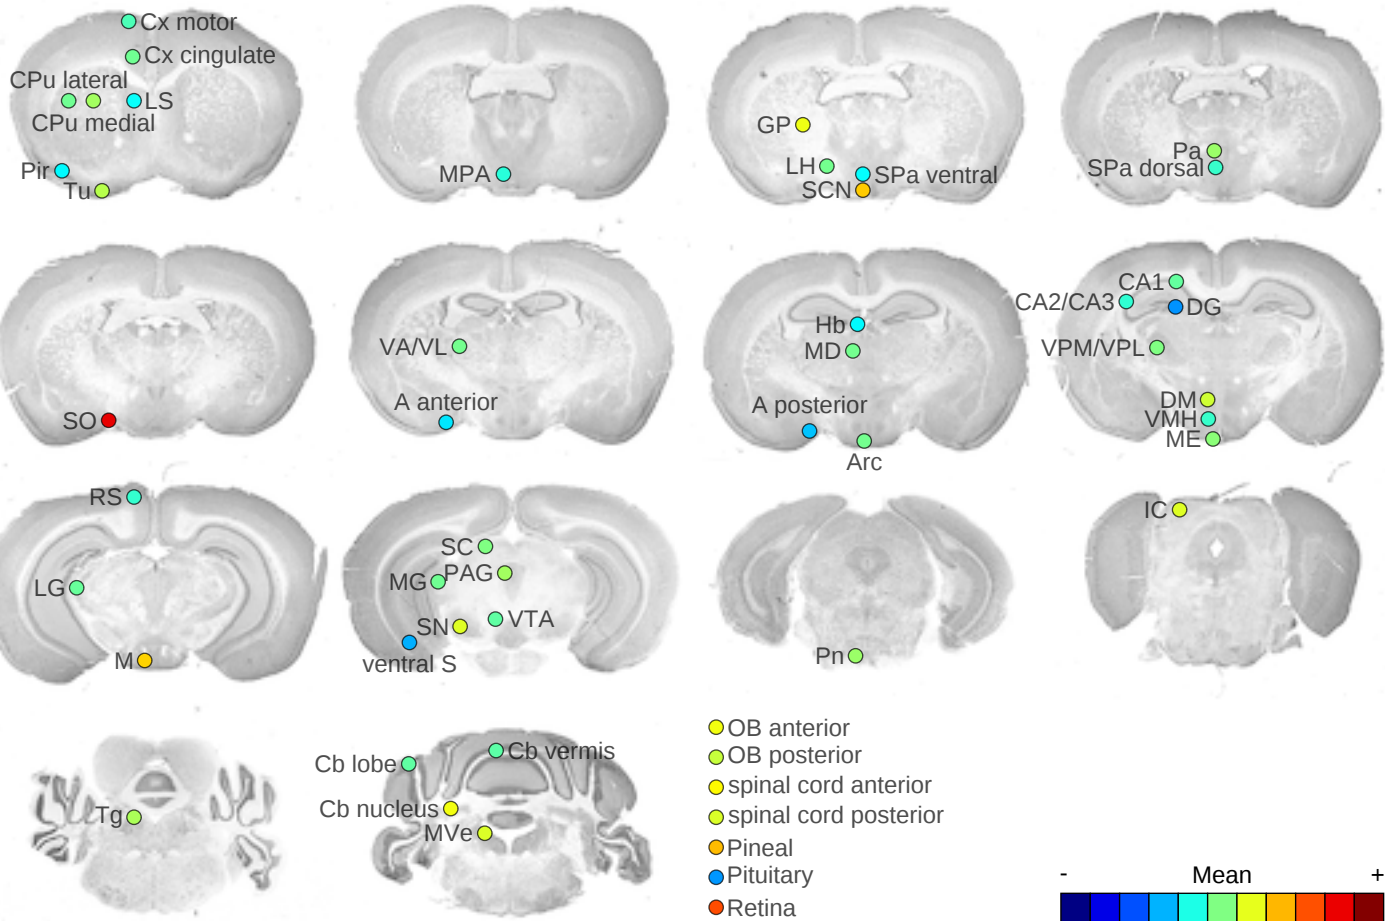 Cx motor
Cx cingulate
CPu lateral
LS
CPu medial
Pir
Tu
MPA
GP
LH
SPa ventral
SCN
Pa
SPa dorsal
SO
VA/VL
A anterior
Hb
MD
A posterior
Arc
CA1
CA2/CA3
DG
VPM/VPL
DM
VMH
ME
RS
LG
M
SC
MG
PAG
SN
VTA
ventral S
Pn
IC
Tg
Cb lobe
Cb vermis
Cb nucleus
MVe
OB anterior
OB posterior
spinal cord anterior
spinal cord posterior
Pineal
Pituitary
Retina
- Mean +